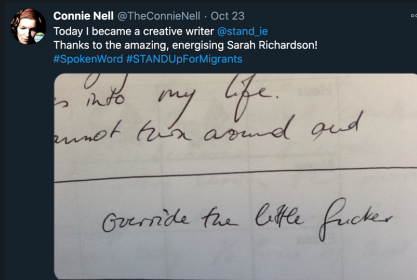 Connie Nell @TheConnieNell · Oct 23
Today I became a creative writer @stand_ie
Thanks to the amazing, energising Sarah Richardson!
#SpokenWord #STANDUpForMigrants
into my life.
turn around and
override the little fucker